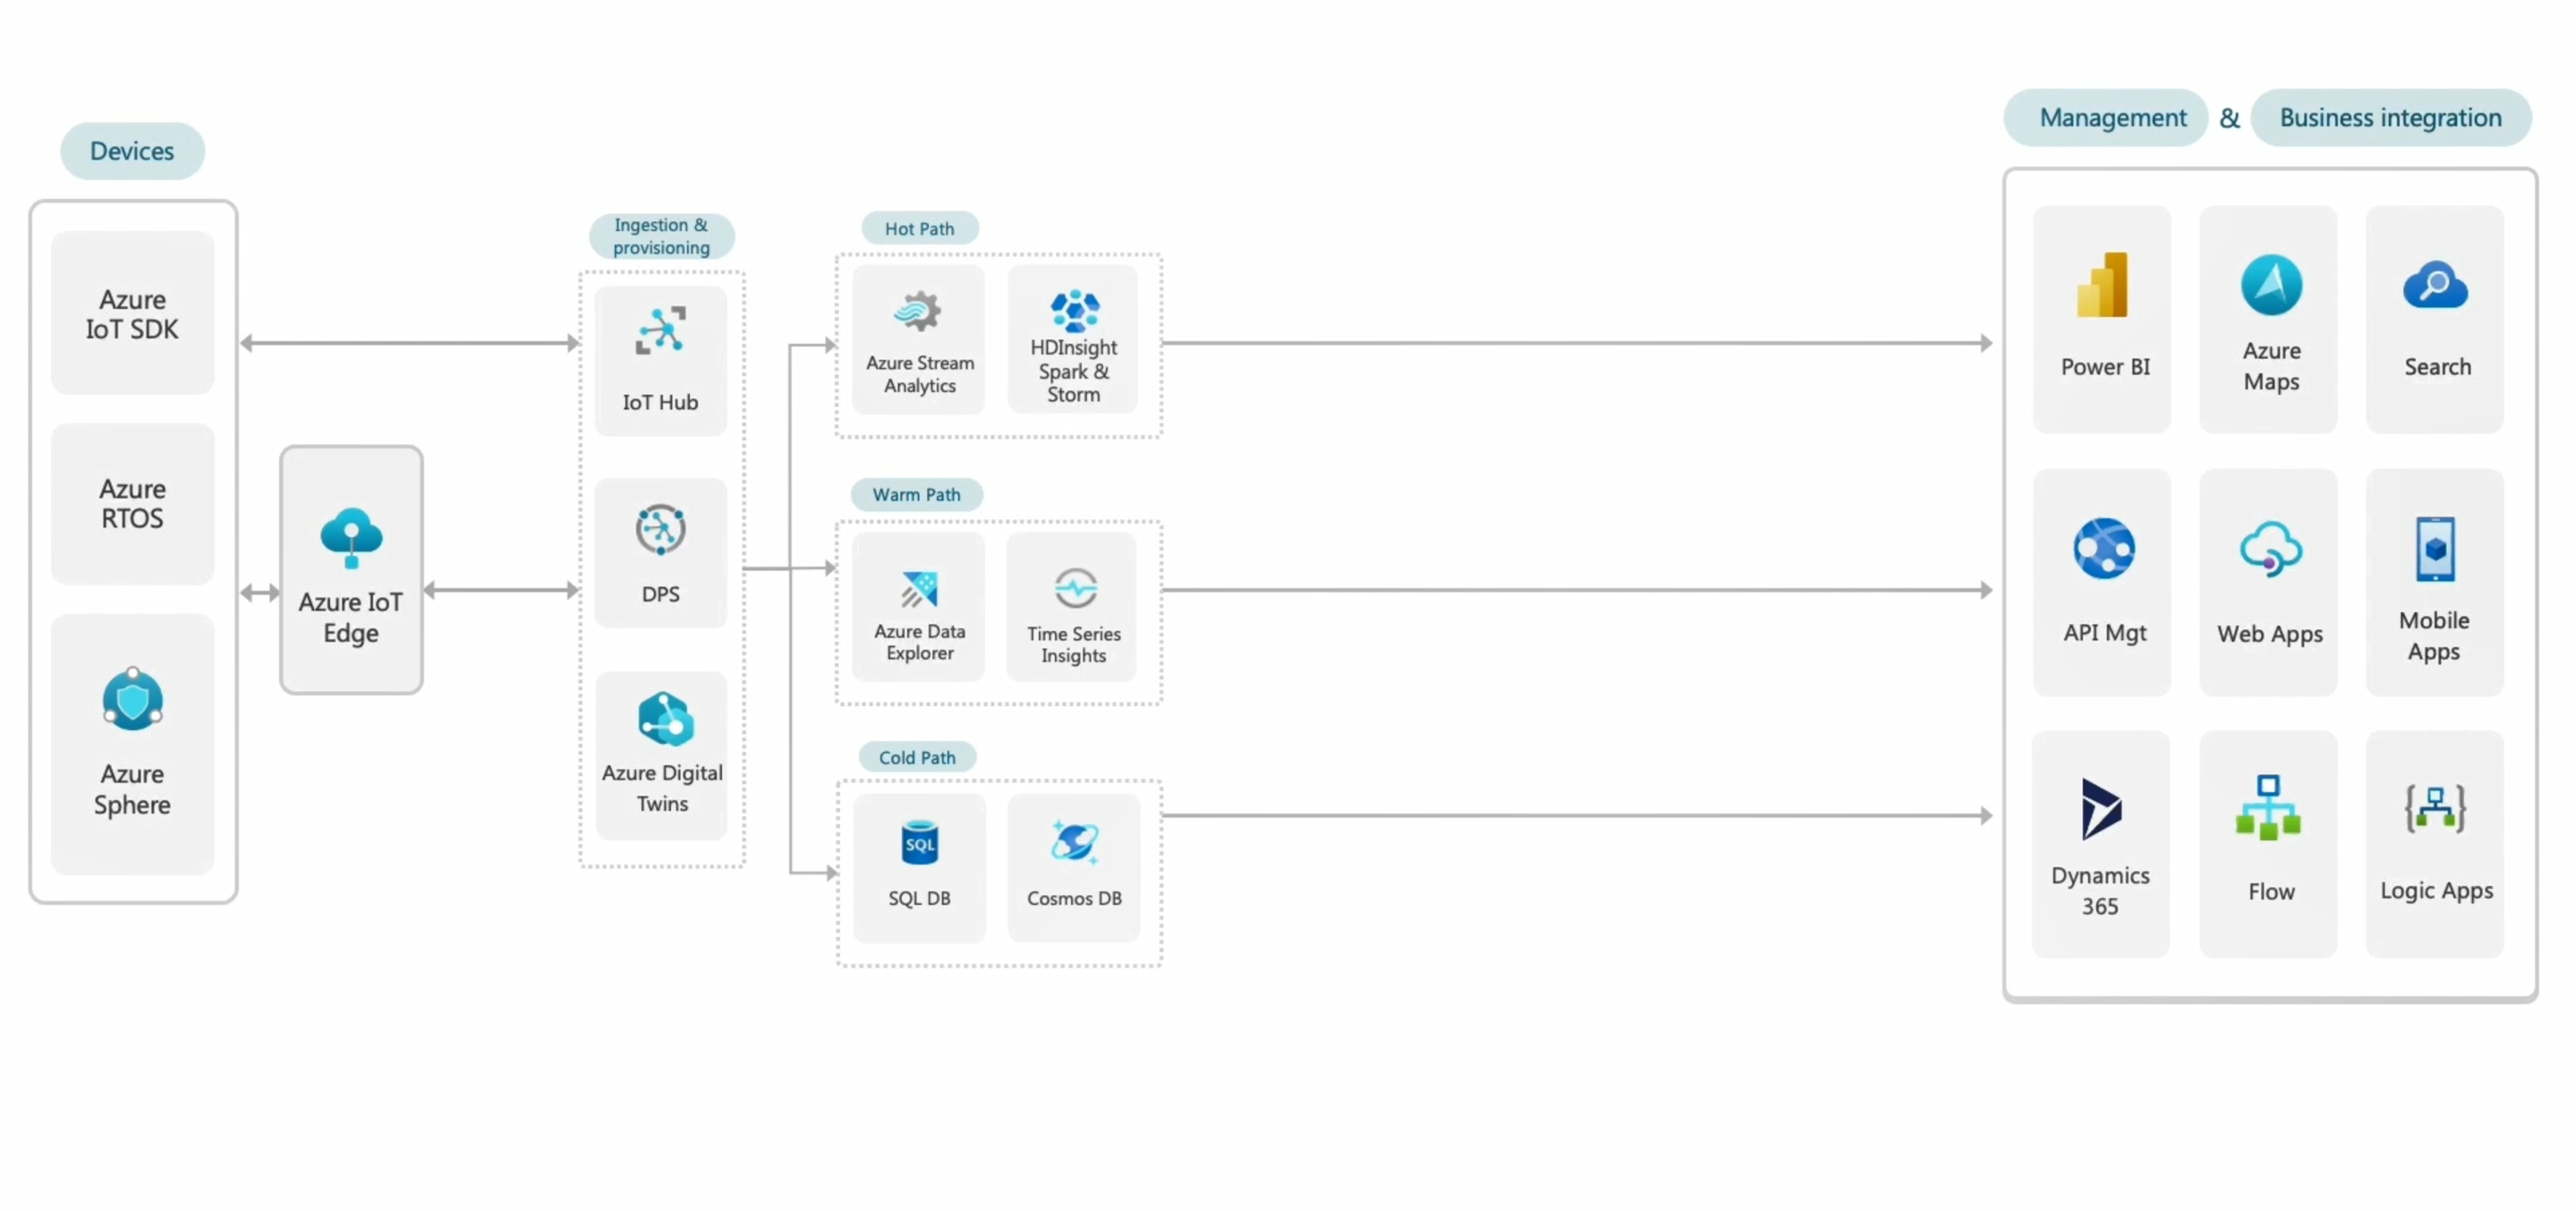 Devices
Azure
IoT SDK
Azure
RTOS
Azure
Sphere
Azure IoT
Edge
Ingestion &
provisioning
IoT Hub
DPS
Azure Digital
Twins
Hot Path
Azure Stream
Analytics
HDInsight
Spark &
Storm
Warm Path
Azure Data
Explorer
Time Series
Insights
Cold Path
SQL
SQL DB
Cosmos DB
Management & Business integration
Power BI
Azure
Maps
Search
API Mgt
Web Apps
Mobile
Apps
Dynamics
365
Flow
Logic Apps